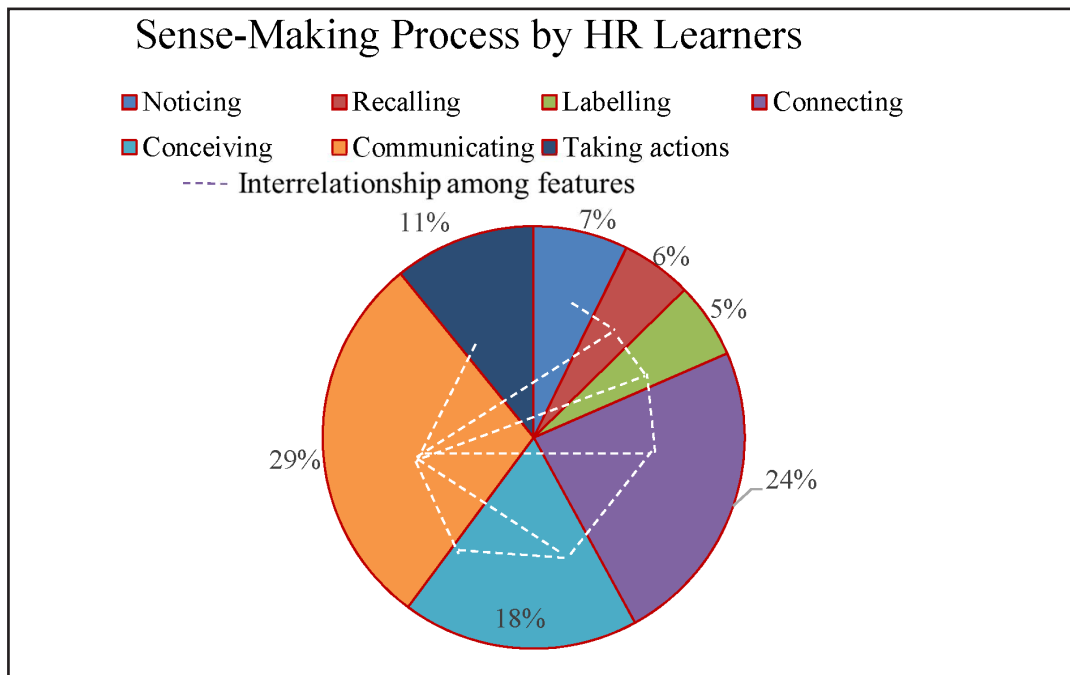 Sense-Making Process by HR Learners
Noticing Recalling Labelling Connecting
Conceiving Communicating Taking actions
Interrelationship among features
11% 7%
6%
5%
29% 24%
18%